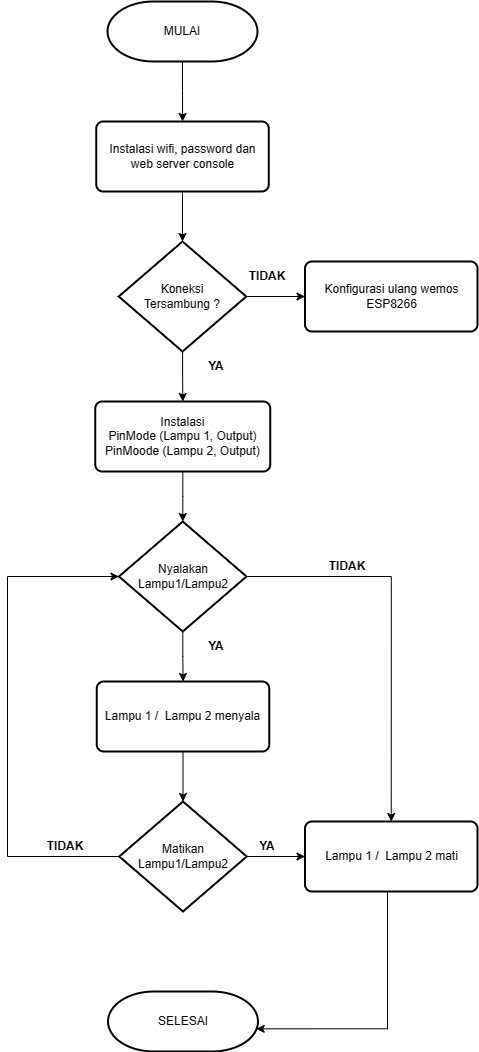 MULAI
Instalasi wifi, password dan
web server console
Koneksi
Tersambung ?
TIDAK
Konfigurasi ulang wemos
ESP8266
YA
Instalasi
PinMode (Lampu 1, Output)
PinMoode (Lampu 2, Output)
Nyalakan
Lampu1/Lampu2
TIDAK
YA
Lampu 1 /  Lampu 2 menyala
Matikan
Lampu1/Lampu2
TIDAK
YA
Lampu 1 /  Lampu 2 mati
SELESAI